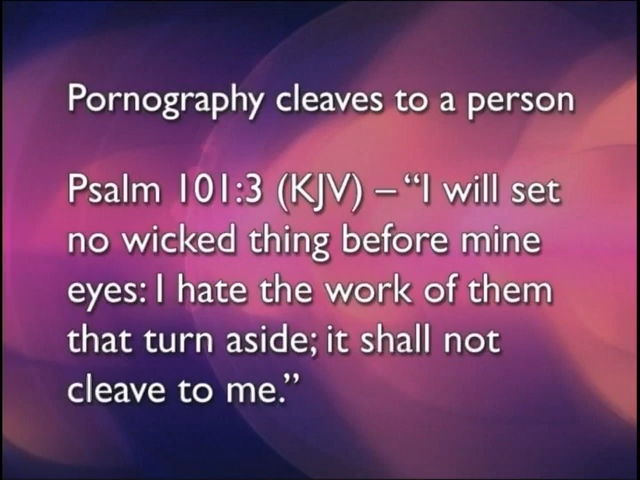 Pornography cleaves to a person
Psalm 101:3 (KJV) – “I will set
no wicked thing before mine
eyes: I hate the work of them
that turn aside; it shall not
cleave to me.”